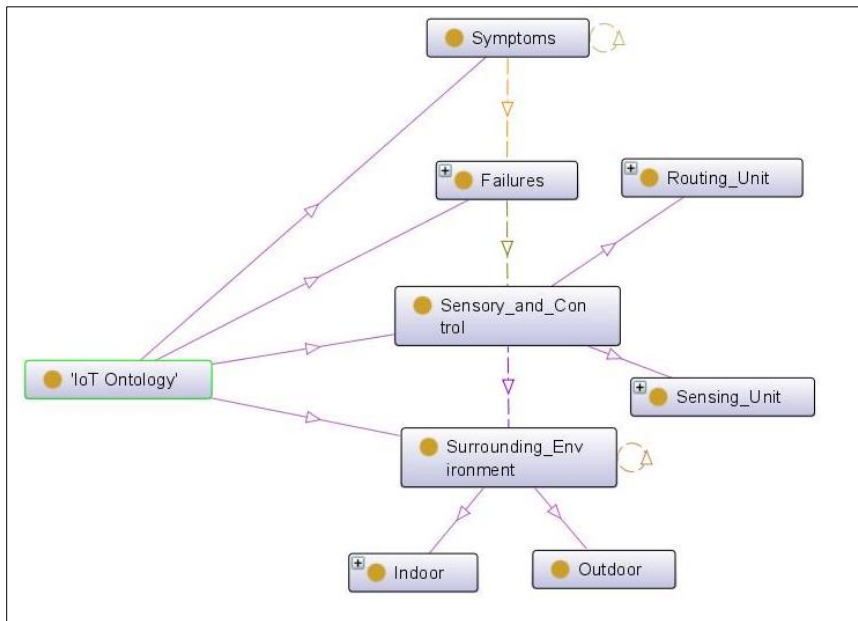 Symptoms
Failures
Routing_Unit
Sensory_and_Con
trol
'IoT Ontology'
Sensing_Unit
Surrounding_Env
ironment
Indoor
Outdoor